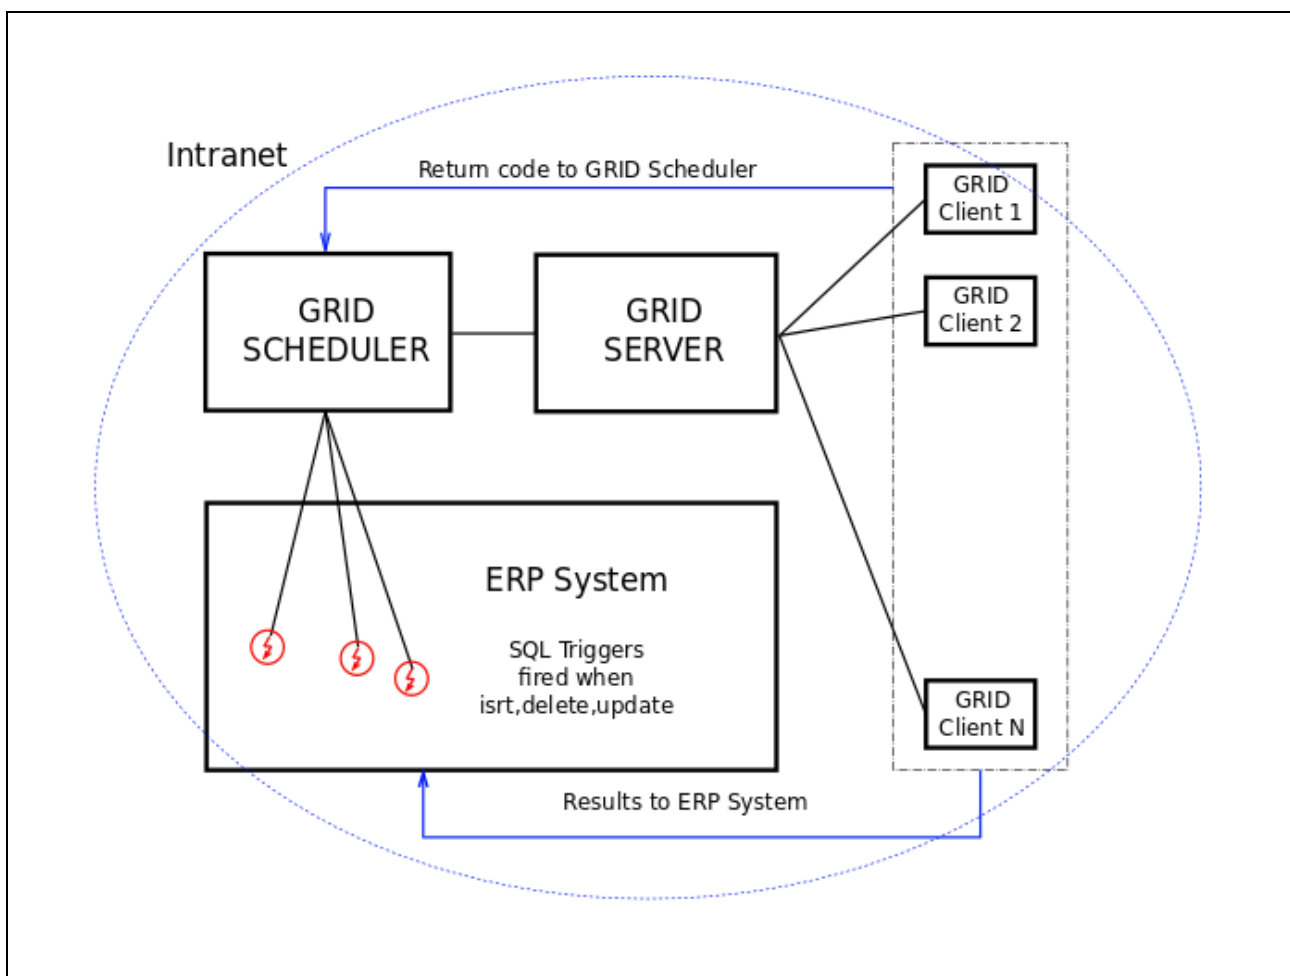 Intranet
Return code to GRID Scheduler
GRID
Client 1
GRID
SCHEDULER
GRID
SERVER
GRID
Client 2
ERP System
SQL Triggers
fired when
isrt,delete,update
GRID
Client N
Results to ERP System